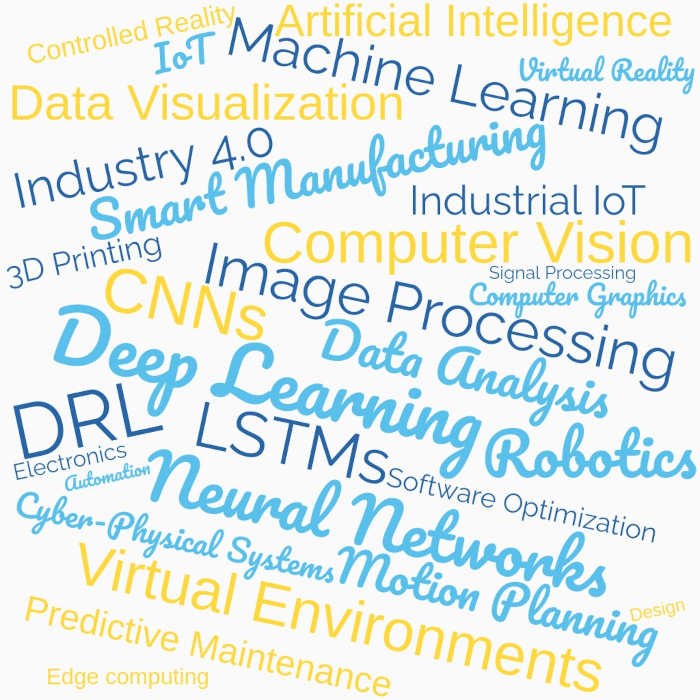 Controlled Reality
Artificial Intelligence
IoT
Machine Learning
Virtual Reality
Data Visualization
Industry 4.0
Smart Manufacturing
Industrial IoT
3D Printing
Computer Vision
Signal Processing
CNNs
Image Processing
Computer Graphics
Deep Learning
Data Analysis
DRL
LSTMs
Robotics
Electronics
Automation
Software Optimization
Neural Networks
Cyber-Physical Systems
Motion Planning
Virtual Environments
Design
Predictive Maintenance
Edge computing